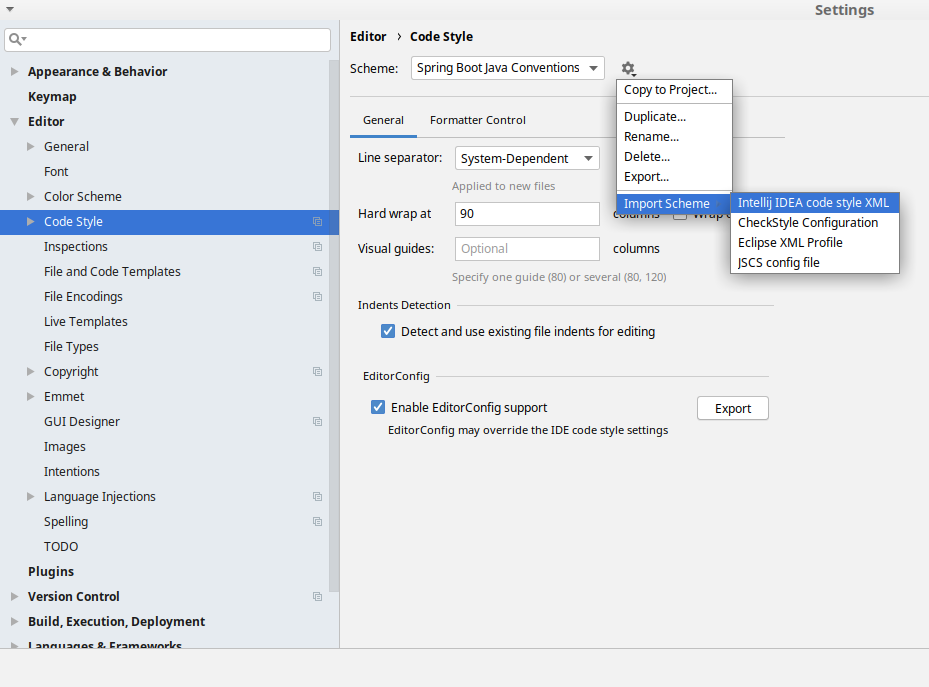 Settings
Appearance & Behavior
Keymap
Editor
General
Font
Color Scheme
Code Style
Inspections
File and Code Templates
File Encodings
Live Templates
File Types
Copyright
Emmet
GUI Designer
Images
Intentions
Language Injections
Spelling
TODO
Plugins
Version Control
Build, Execution, Deployment
Languages & Frameworks
Editor › Code Style
Scheme: Spring Boot Java Conventions
Copy to Project...
Duplicate...
Rename...
Delete...
Export...
Import Scheme
Intellij IDEA code style XML
CheckStyle Configuration
Eclipse XML Profile
JSCS config file
General Formatter Control
Line separator: System-Dependent
Applied to new files
Hard wrap at 90 columns Wrap
Visual guides: Optional columns
Specify one guide (80) or several (80, 120)
Indents Detection
Detect and use existing file indents for editing
EditorConfig
Enable EditorConfig support Export
EditorConfig may override the IDE code style settings